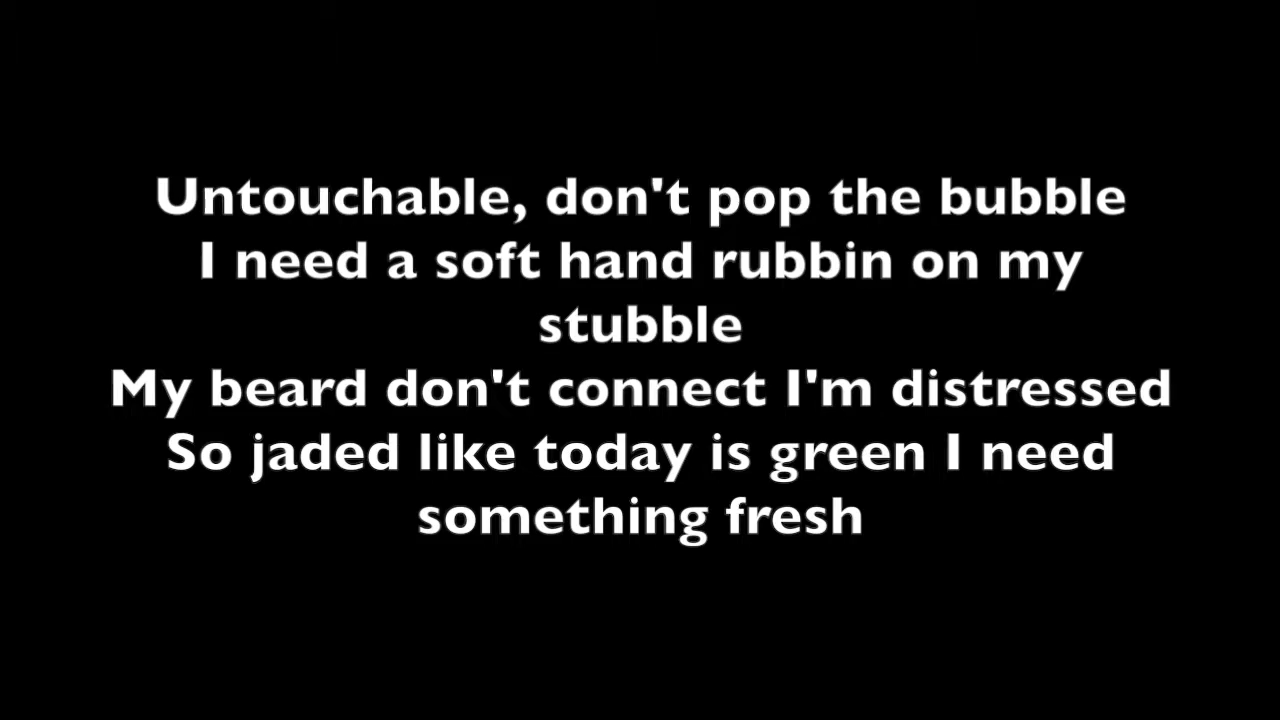 Untouchable, don't pop the bubble
I need a soft hand rubbin on my
stubble
My beard don't connect I'm distressed
So jaded like today is green I need
something fresh